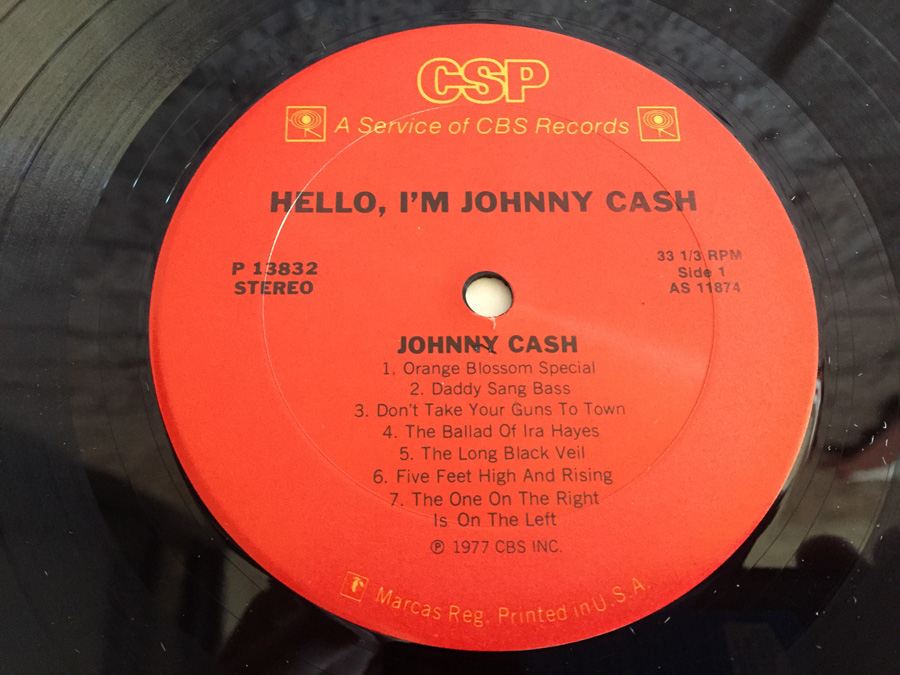 CSP
A Service of CBS Records
HELLO, I'M JOHNNY CASH
P 13832
STEREO
33 1/3 RPM
Side 1
AS 11874
JOHNNY CASH
1. Orange Blossom Special
2. Daddy Sang Bass
3. Don't Take Your Guns To Town
4. The Ballad Of Ira Hayes
5. The Long Black Veil
6. Five Feet High And Rising
7. The One On The Right
Is On The Left
℗ 1977 CBS INC.
Marcas Reg. Printed in U.S.A.